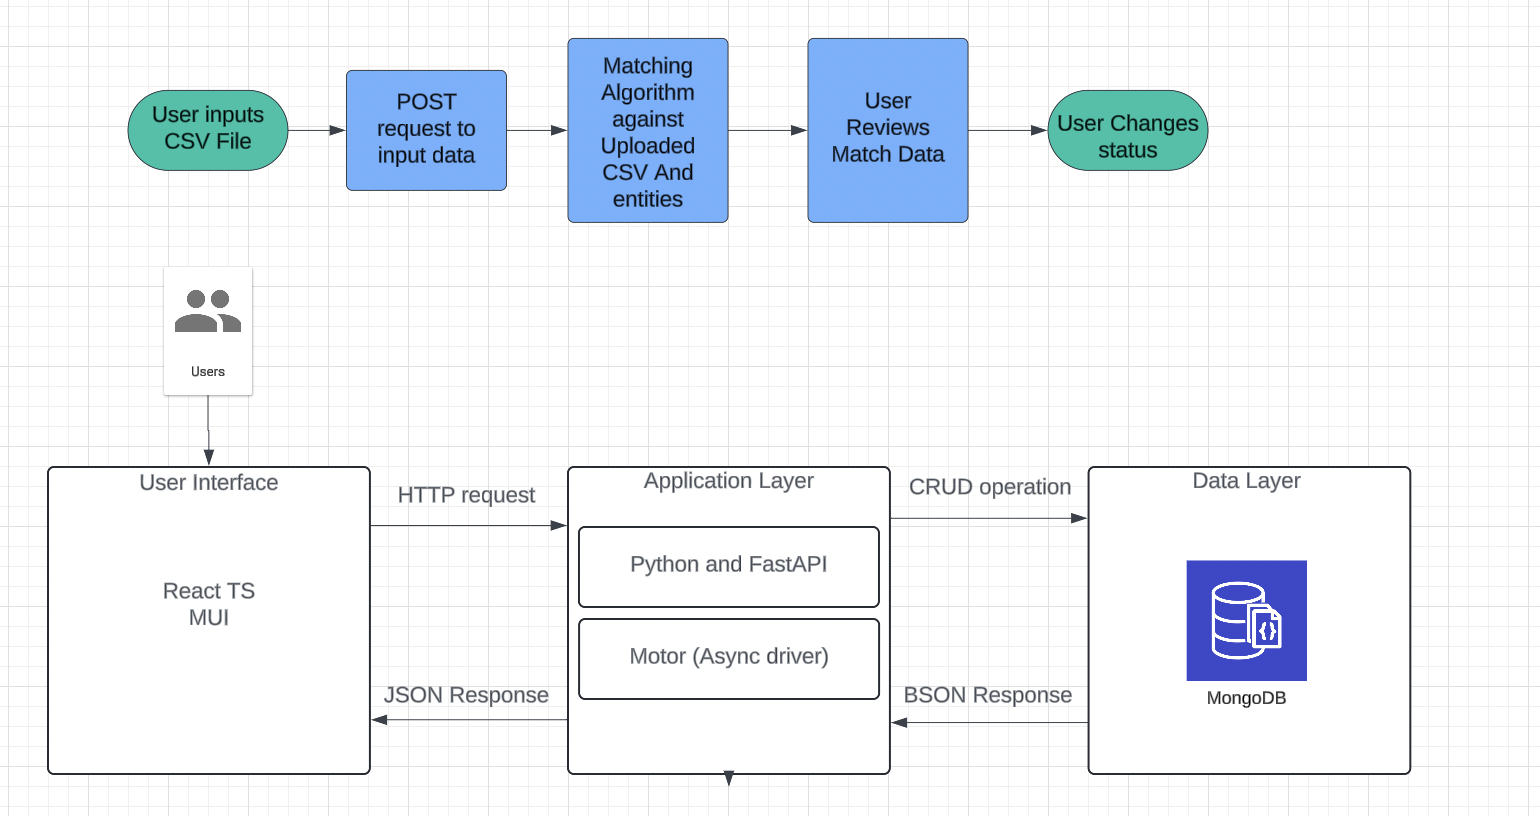 User inputs
CSV File
POST
request to
input data
Matching
Algorithm
against
Uploaded
CSV And
entities
User
Reviews
Match Data
User Changes
status
Users
User Interface
React TS
MUI
HTTP request
JSON Response
Application Layer
Python and FastAPI
Motor (Async driver)
CRUD operation
BSON Response
Data Layer
{}
MongoDB